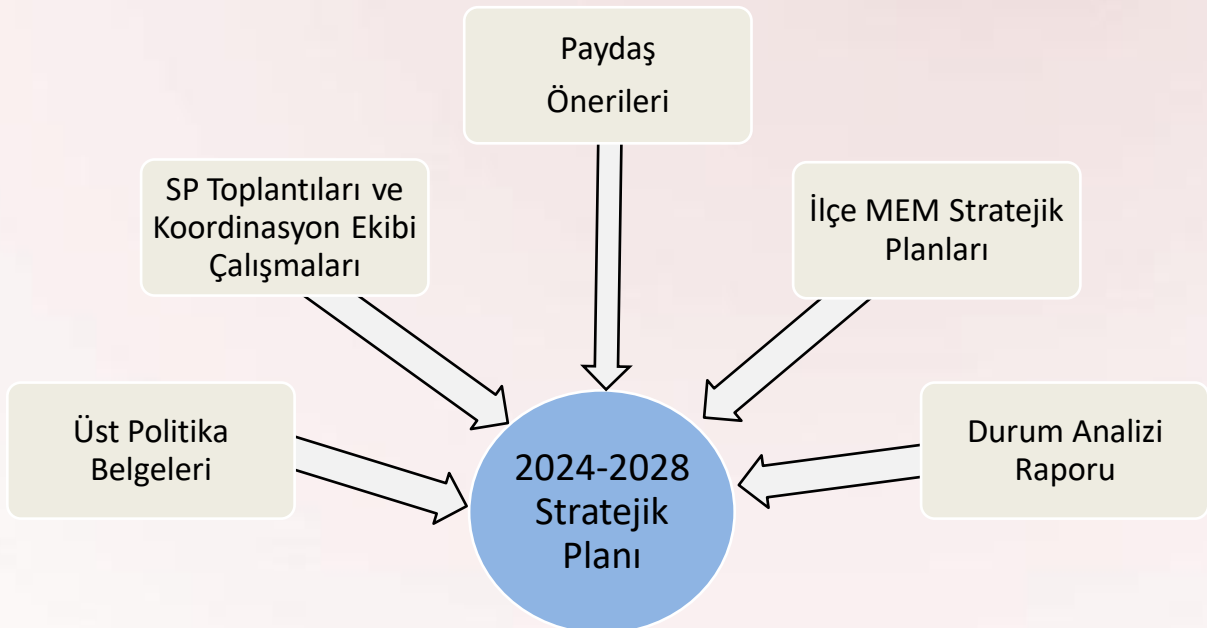 Paydaş
Önerileri
SP Toplantıları ve
Koordinasyon Ekibi
Çalışmaları
İlçe MEM Stratejik
Planları
Üst Politika
Belgeleri
2024-2028
Stratejik
Planı
Durum Analizi
Raporu